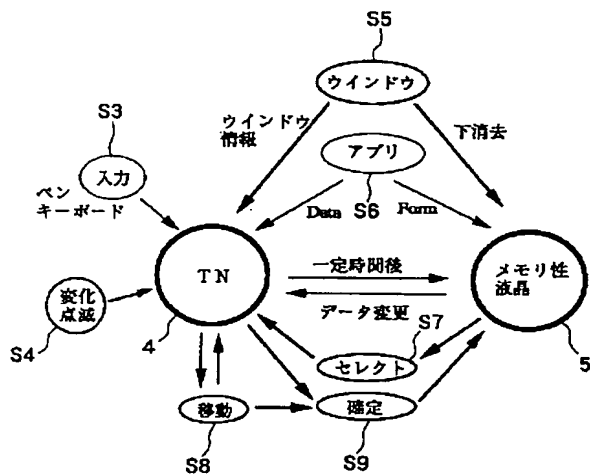 S5
ウインドウ
S3
ウインドウ
情報
下消去
入力
アプリ
S6
ペン
キーボード
Data
Form
TN
一定時間後
メモリ性
液晶
データ変更
変化
点滅
S4
4
S7
セレクト
5
移動
確定
S8
S9